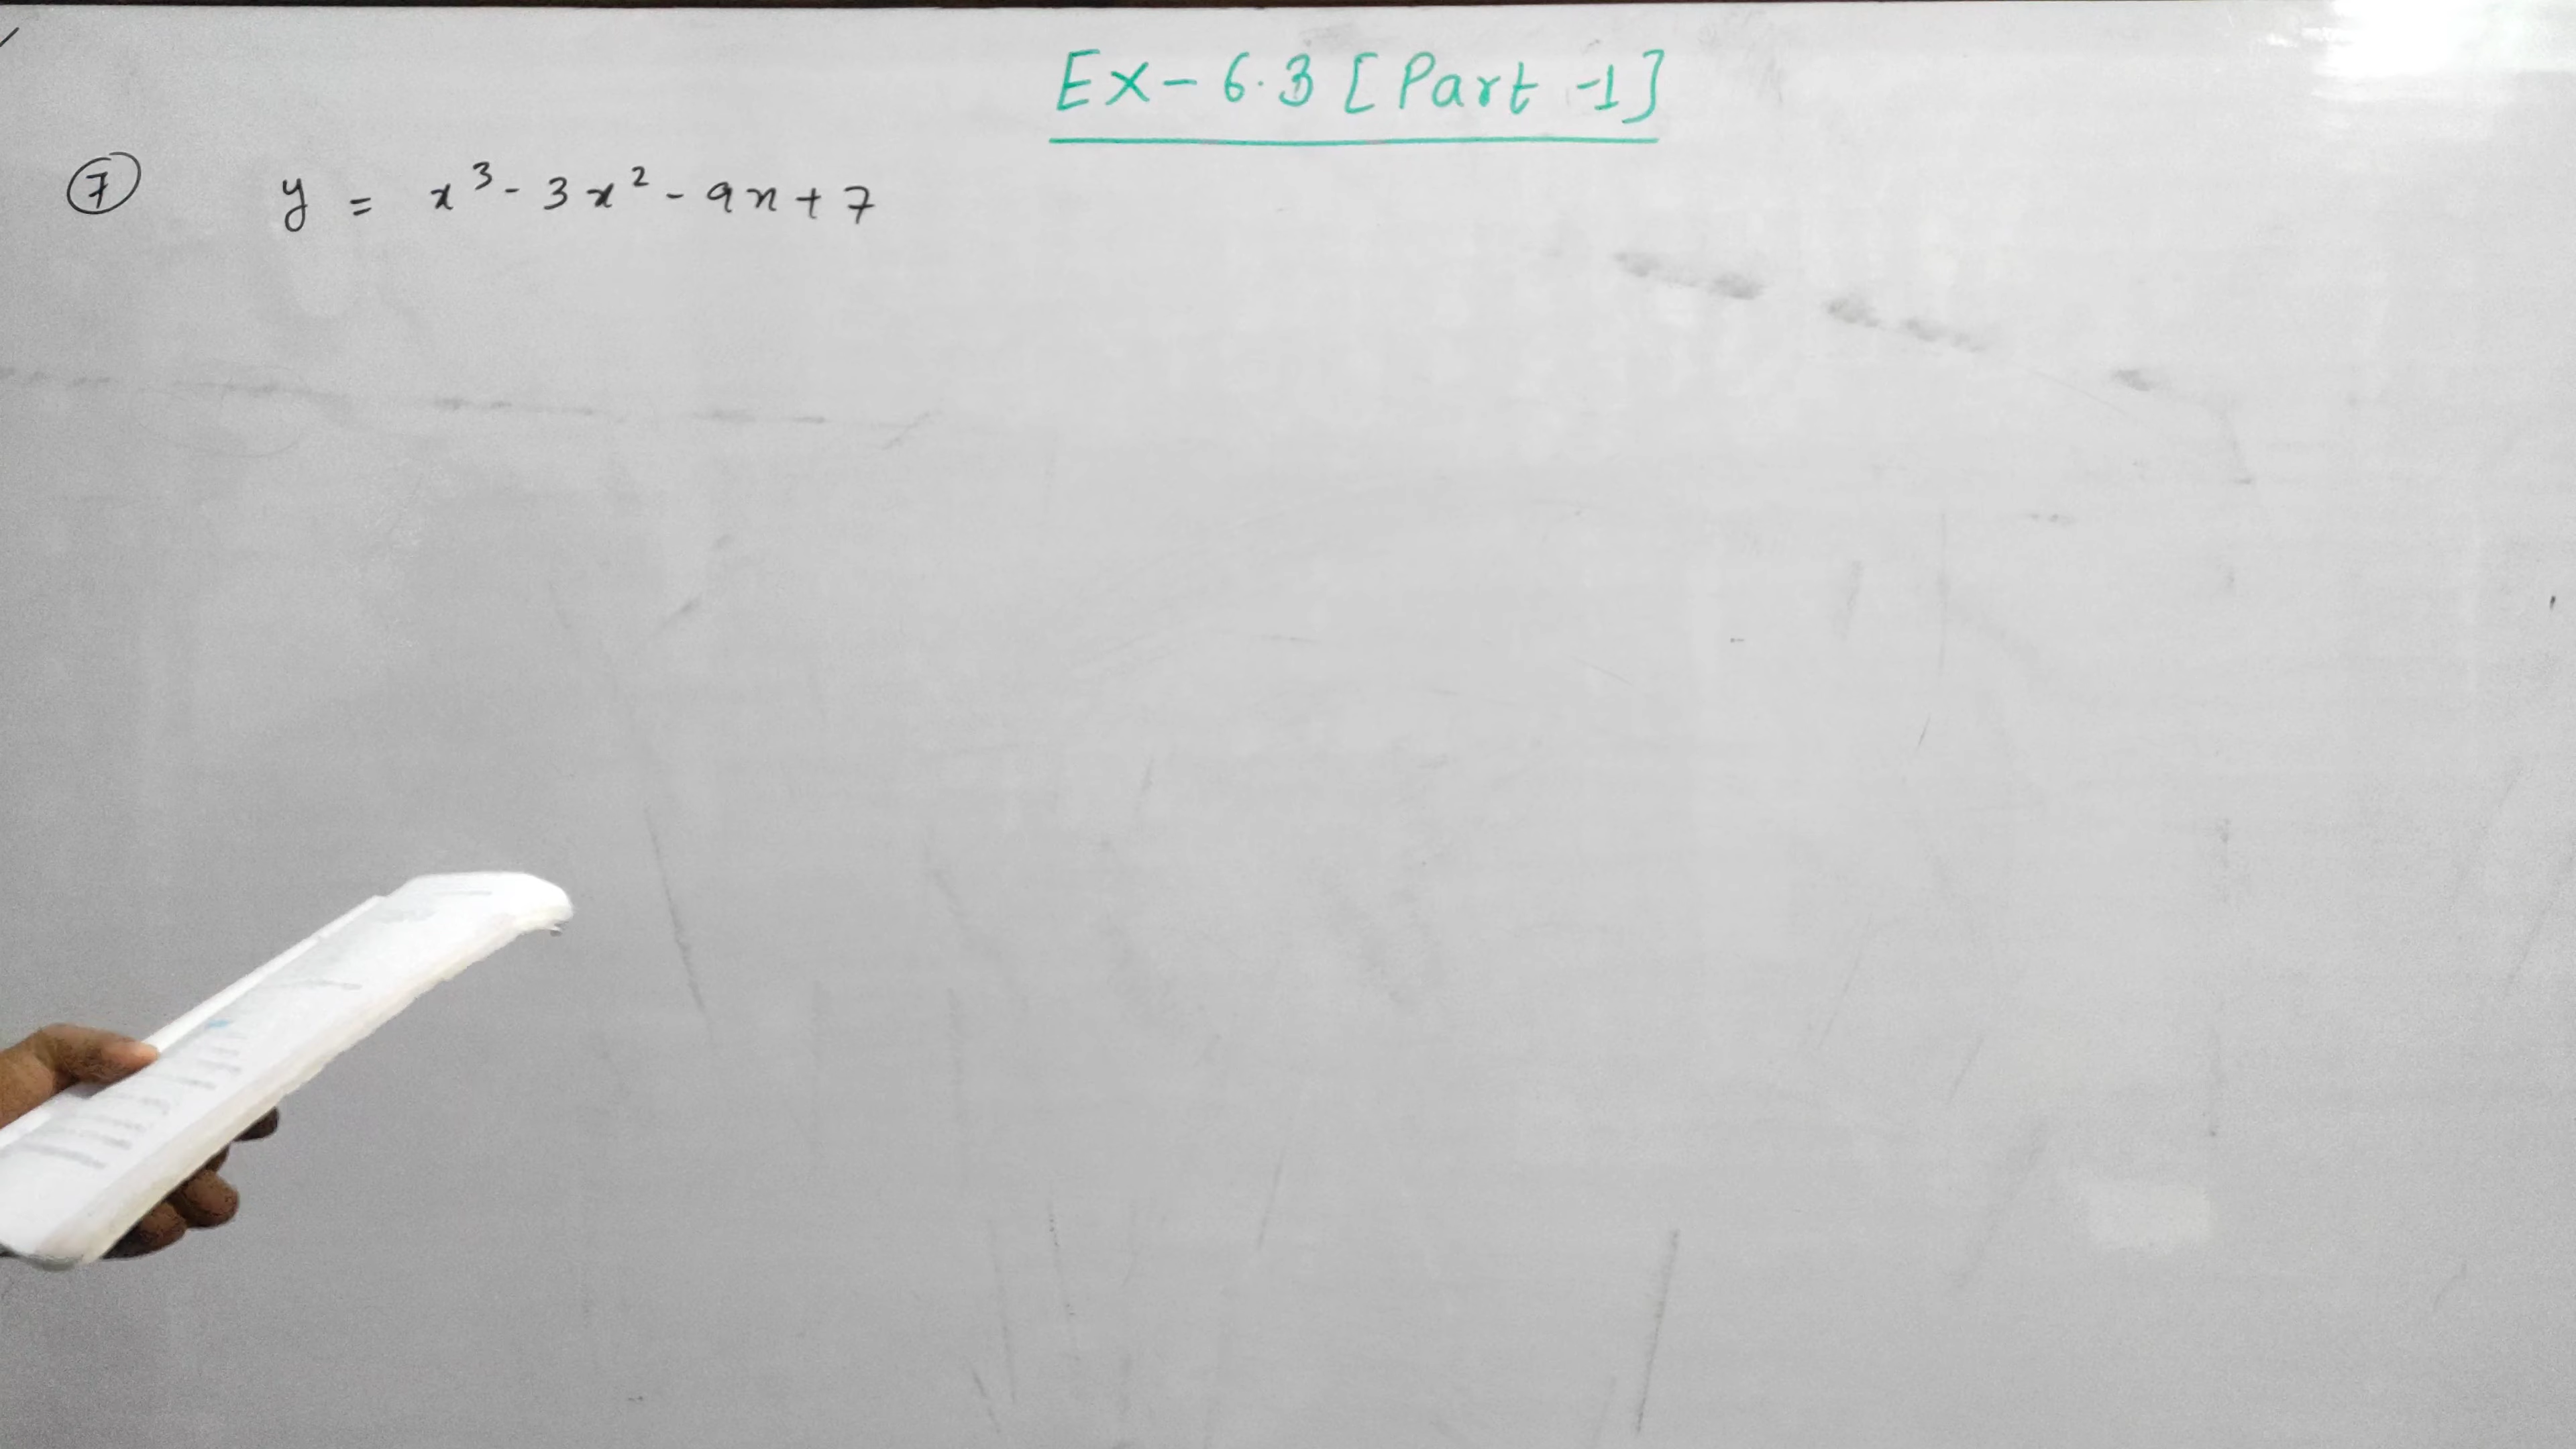 Ex - 6.3 [Part -1]
⑦ y = x³ - 3x² - 9x + 7